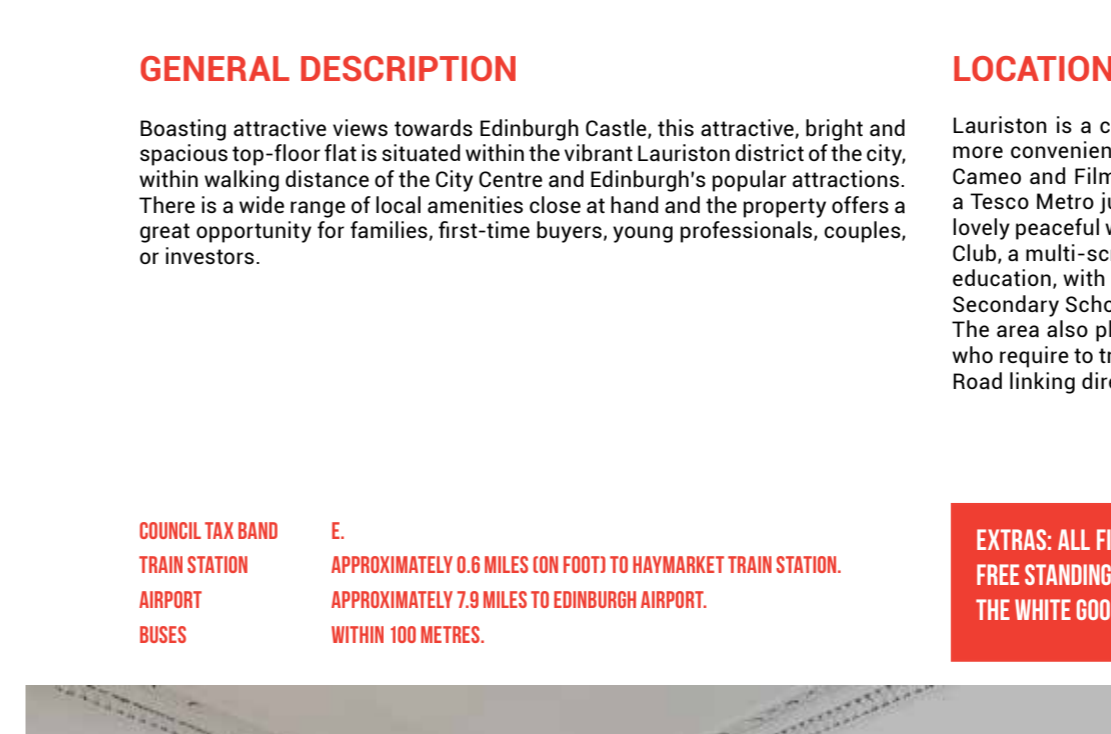 GENERAL DESCRIPTION
Boasting attractive views towards Edinburgh Castle, this attractive, bright and
spacious top-floor flat is situated within the vibrant Lauriston district of the city,
within walking distance of the City Centre and Edinburgh's popular attractions.
There is a wide range of local amenities close at hand and the property offers a
great opportunity for families, first-time buyers, young professionals, couples,
or investors.
COUNCIL TAX BAND E.
TRAIN STATION APPROXIMATELY 0.6 MILES (ON FOOT) TO HAYMARKET TRAIN STATION.
AIRPORT APPROXIMATELY 7.9 MILES TO EDINBURGH AIRPORT.
BUSES WITHIN 100 METRES.
LOCATION
Lauriston is a
more
Cameo and
a Tesco Metro
lovely peaceful
Club, a
education, with
Secondary
The area also
who require to
Road linking
EXTRAS: ALL
FREE STANDING
THE WHITE